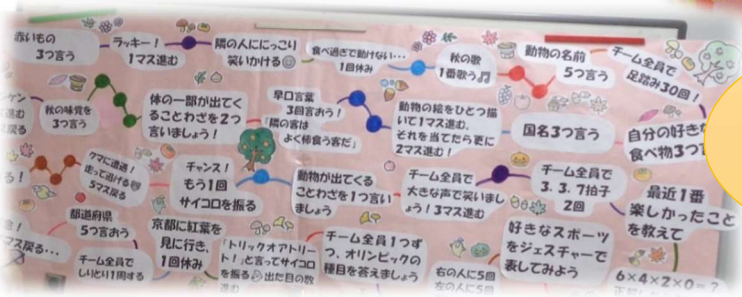 赤いもの
3つ言う
ラッキー！
1マス進む
隣の人ににっこり
笑いかける
食べ過ぎで動けない…
1回休み
秋の歌
1番歌う
動物の名前
5つ言う
チーム全員で
足踏み30回！
秋の味覚を
3つ言う
体の一部が出てく
ることわざを2つ
言いましょう！
早口言葉
3回言おう！
「隣の客は
よく柿食う客だ」
動物の絵をひとつ描
いて1マス進む。
それを当てたら更に
2マス進む！
国名3つ言う
自分の好き
食べ物3つ
クマに遭遇！
走って逃げる
5マス戻る
チャンス！
もう1回
サイコロを振る
動物が出てくる
ことわざを1つ言い
ましょう
チーム全員で
大きな声で笑いまし
ょう！3マス進む
チーム全員で
3.3.7拍子
2回
最近1番
楽しかったこと
を教えて
都道府県
5つ言おう
チーム全員で
しりとり1周する
京都に紅葉を
見に行き、
1回休み
「トリックオアトリー
ト！」と言ってサイコロ
を振る 出た目の数
チーム全員1つず
つ、オリンピックの
種目を答えましょう
右の人に5回
左の人に5回
好きなスポーツ
をジェスチャーで
表してみよう
6×4×2×0=?